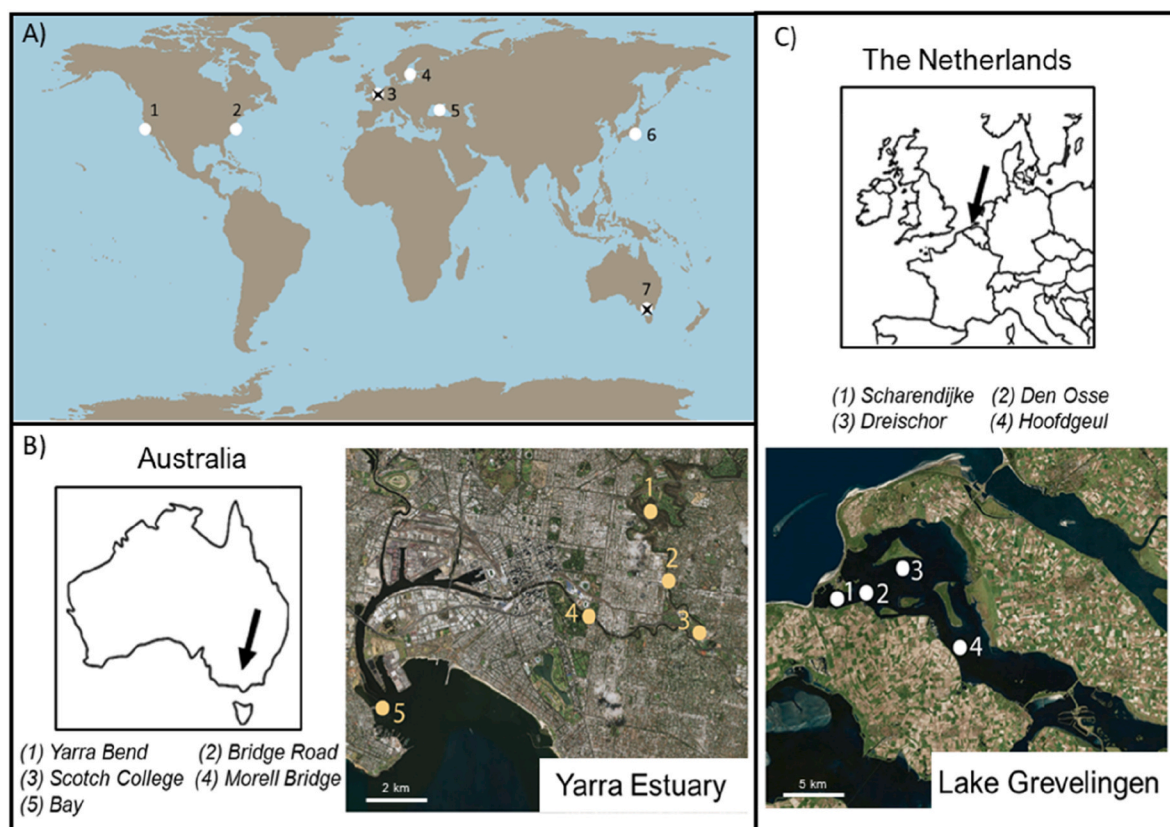 A)
1
2
3
4
5
6
7
B)
Australia
(1) Yarra Bend (2) Bridge Road
(3) Scotch College (4) Morell Bridge
(5) Bay
1
2
3
4
5
2 km
Yarra Estuary
C)
The Netherlands
(1) Scharendijke (2) Den Osse
(3) Dreischor (4) Hoofdgeul
1
2
3
4
5 km
Lake Grevelingen